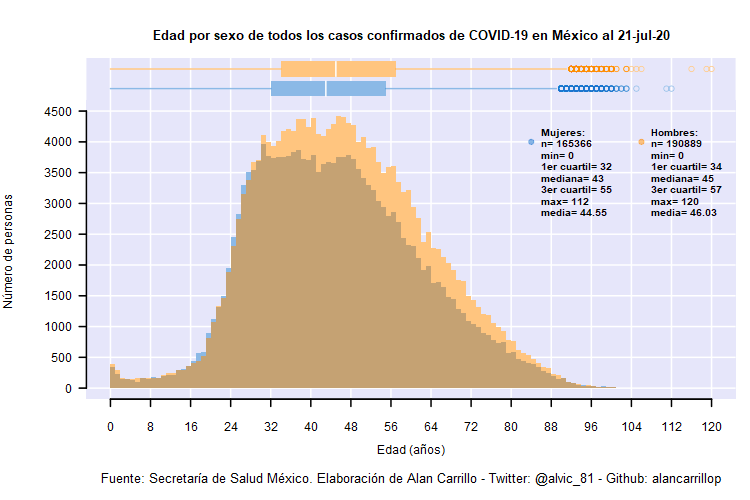 Edad por sexo de todos los casos confirmados de COVID-19 en México al 21-jul-20
Número de personas
4500
4000
3500
3000
2500
2000
1500
1000
500
0
Mujeres:
n= 165366
min= 0
1er cuartil= 32
mediana= 43
3er cuartil= 55
max= 112
media= 44.55
Hombres:
n= 190889
min= 0
1er cuartil= 34
mediana= 45
3er cuartil= 57
max= 120
media= 46.03
0 8 16 24 32 40 48 56 64 72 80 88 96 104 112 120
Edad (años)
Fuente: Secretaría de Salud México. Elaboración de Alan Carrillo - Twitter: @alvic_81 - Github: alancarrillop